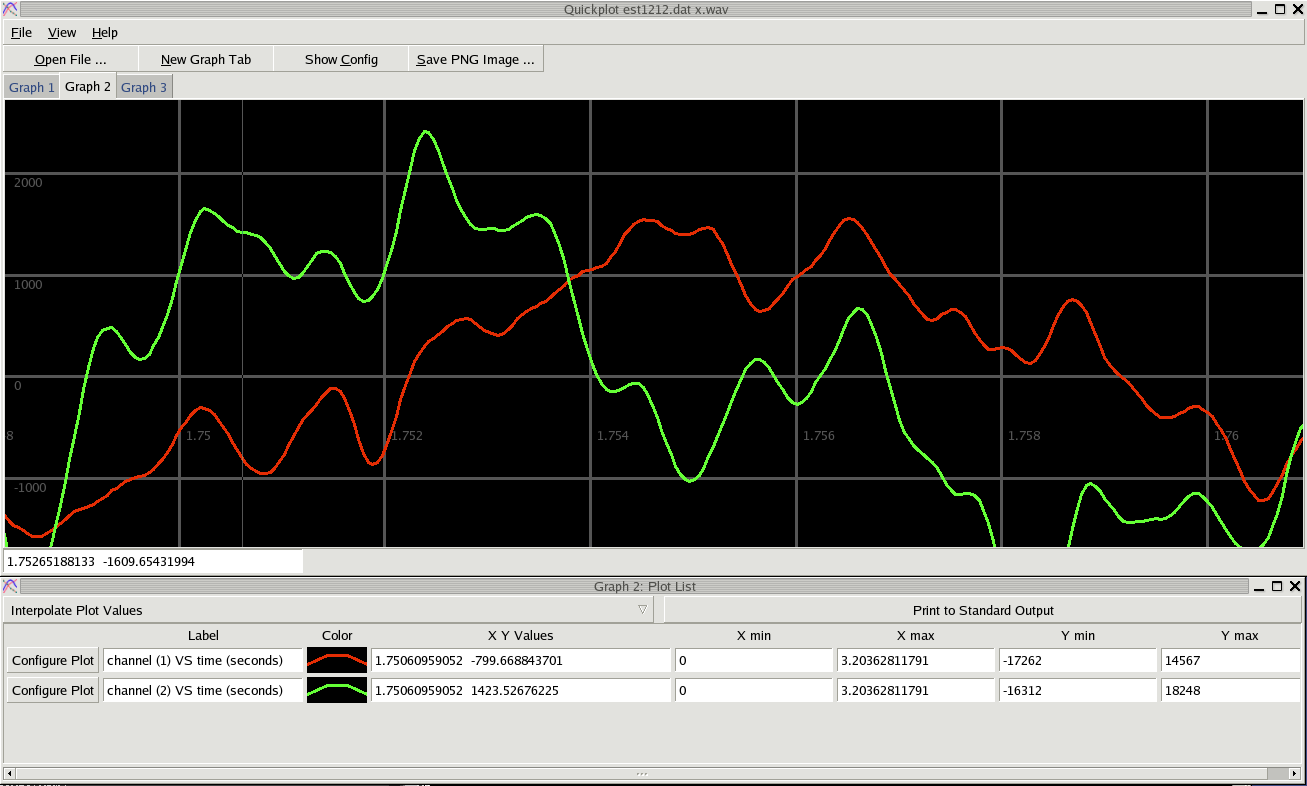 Quickplot est1212.dat x.wav
File View Help
Open File ... New Graph Tab Show Config Save PNG Image ...
Graph 1 Graph 2 Graph 3
2000
1000
0
8 1.75 1.752 1.754 1.756 1.758 1.76
-1000
1.75265188133 -1609.65431994
Graph 2: Plot List
Interpolate Plot Values Print to Standard Output
Label Color X Y Values X min X max Y min Y max
Configure Plot channel (1) VS time (seconds) 1.75060959052 -799.668843701 0 3.20362811791 -17262 14567
Configure Plot channel (2) VS time (seconds) 1.75060959052 1423.52676225 0 3.20362811791 -16312 18248